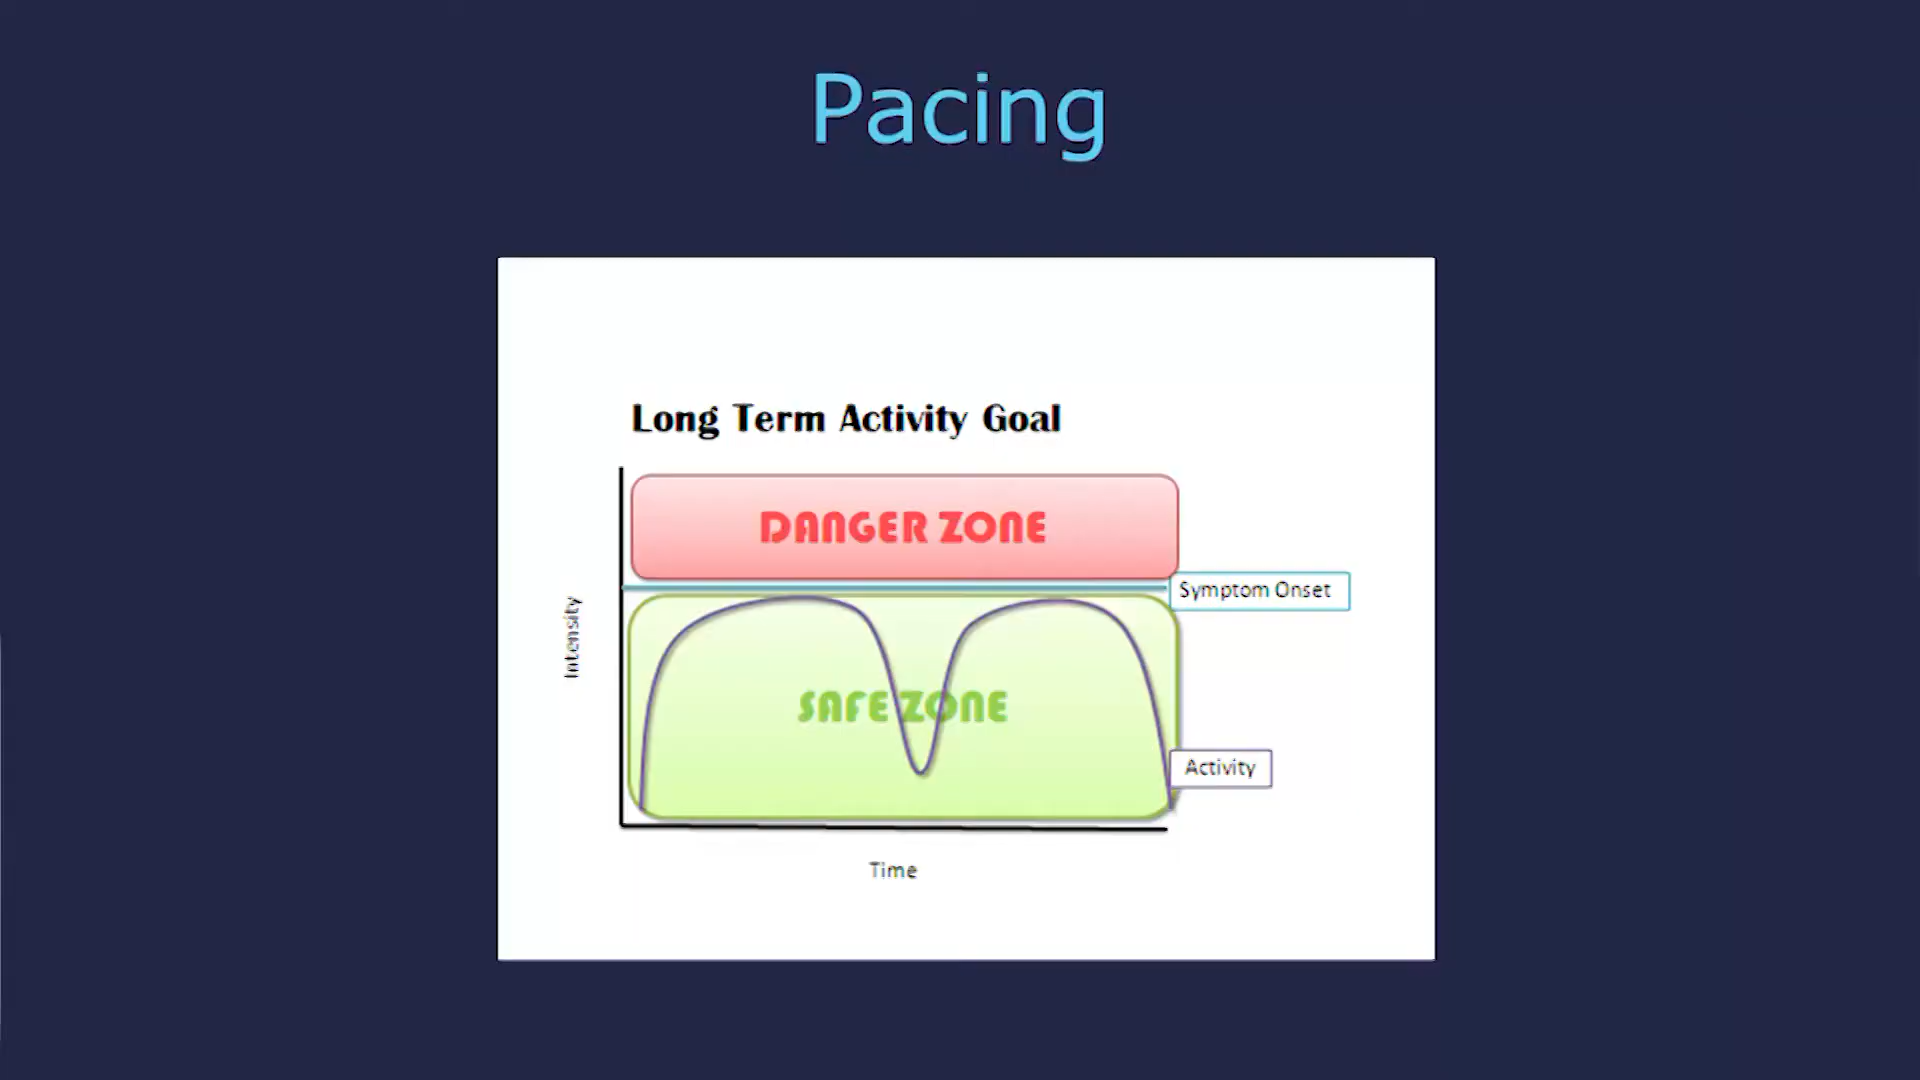 Pacing
Long Term Activity Goal
DANGER ZONE
Symptom Onset
Intensity
SAFE ZONE
Activity
Time